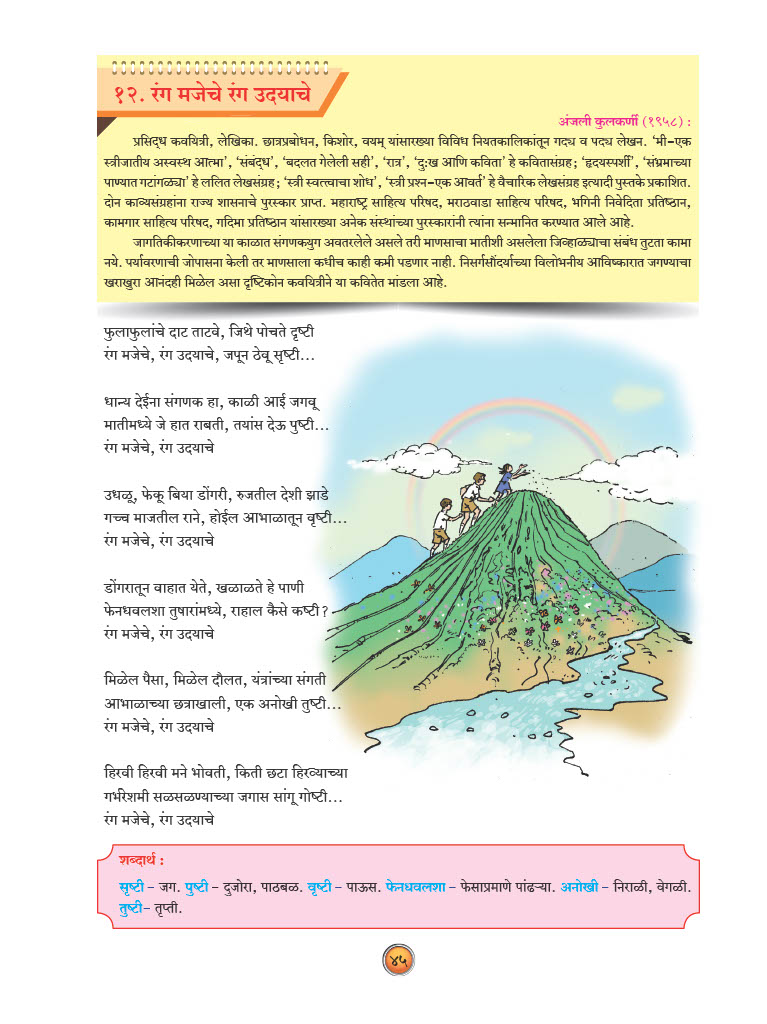 १२. रंग मजेचे रंग उदयाचे
अंजली कुलकर्णी (१९५८) :
प्रसिद्ध कवयित्री, लेखिका. छात्रप्रबोधन, किशोर, वयम् यांसारख्या विविध नियतकालिकांतून गद्य व पद्य लेखन. ‘मी-एक
स्त्रीजातीय अस्वस्थ आत्मा’, ‘संबंद्ध’, ‘बदलत गेलेली सही’, ‘रात्र’, ‘दुःख आणि कविता’ हे कवितासंग्रह; ‘हृदयस्पर्शी’, ‘संभ्रमाच्या
पाण्यात गटांगळ्या’ हे ललित लेखसंग्रह; ‘स्त्री स्वत्त्वाचा शोध’, ‘स्त्री प्रश्न-एक आवर्त’ हे वैचारिक लेखसंग्रह इत्यादी पुस्तके प्रकाशित.
दोन काव्यसंग्रहांना राज्य शासनाचे पुरस्कार प्राप्त. महाराष्ट्र साहित्य परिषद, मराठवाडा साहित्य परिषद, भगिनी निवेदिता प्रतिष्ठान,
कामगार साहित्य परिषद, गदिमा प्रतिष्ठान यांसारख्या अनेक संस्थांच्या पुरस्कारांनी त्यांना सन्मानित करण्यात आले आहे.
जागतिकीकरणाच्या या काळात संगणकयुग अवतरलेले असले तरी माणसाचा मातीशी असलेला जिव्हाळ्याचा संबंध तुटता कामा
नये. पर्यावरणाची जोपासना केली तर माणसाला कधीच काही कमी पडणार नाही. निसर्गसौंदर्याच्या विलोभनीय आविष्कारात जगण्याचा
खराखुरा आनंदही मिळेल असा दृष्टिकोन कवयित्रीने या कवितेत मांडला आहे.
फुलाफुलांचे दाट ताटवे, जिथे पोचते दृष्टी
रंग मजेचे, रंग उदयाचे, जपून ठेवू सृष्टी...
धान्य देईना संगणक हा, काळी आई जगवू
मातीमध्ये जे हात राबती, तयांस देऊ पुष्टी...
रंग मजेचे, रंग उदयाचे
उधळू, फेकू बिया डोंगरी, रुजतील देशी झाडे
गच्च माजतील राने, होईल आभाळातून वृष्टी...
रंग मजेचे, रंग उदयाचे
डोंगरातून वाहात येते, खळाळते हे पाणी
फेनधवलशा तुषारांमध्ये, राहाल कैसे कष्टी?
रंग मजेचे, रंग उदयाचे
मिळेल पैसा, मिळेल दौलत, यंत्रांच्या संगती
आभाळाच्या छत्राखाली, एक अनोखी तुष्टी...
रंग मजेचे, रंग उदयाचे
हिरवी हिरवी मने भोवती, किती छटा हिरव्याच्या
गर्भरेशमी सळसळण्याच्या जगास सांगू गोष्टी...
रंग मजेचे, रंग उदयाचे
शब्दार्थ :
सृष्टी - जग. पुष्टी - दुजोरा, पाठबळ. वृष्टी - पाऊस. फेनधवलशा - फेसाप्रमाणे पांढऱ्या. अनोखी - निराळी, वेगळी.
तुष्टी - तृप्ती.
४५